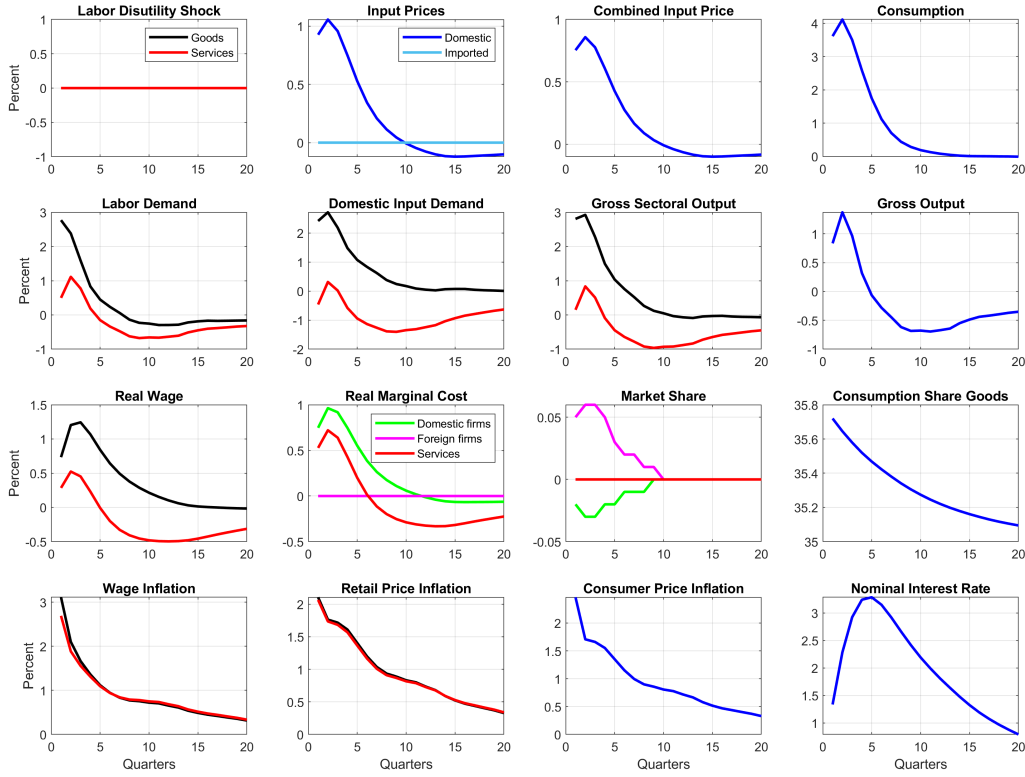 Labor Disutility Shock
Percent
1
0.5
0
-0.5
-1
0 5 10 15 20
Goods
Services
Input Prices
1
0.5
0
0 5 10 15 20
Domestic
Imported
Combined Input Price
1
0.5
0
0 5 10 15 20
Consumption
4
3
2
1
0
0 5 10 15 20
Labor Demand
Percent
3
2
1
0
-1
0 5 10 15 20
Domestic Input Demand
2
1
0
-1
-2
0 5 10 15 20
Gross Sectoral Output
3
2
1
0
-1
0 5 10 15 20
Gross Output
1
0.5
0
-0.5
-1
0 5 10 15 20
Real Wage
Percent
1.5
1
0.5
0
-0.5
0 5 10 15 20
Real Marginal Cost
1
0.5
0
-0.5
0 5 10 15 20
Domestic firms
Foreign firms
Services
Market Share
0.05
0
-0.05
0 5 10 15 20
Consumption Share Goods
35.8
35.6
35.4
35.2
35
0 5 10 15 20
Wage Inflation
Percent
3
2
1
0
0 5 10 15 20
Quarters
Retail Price Inflation
2
1.5
1
0.5
0
0 5 10 15 20
Quarters
Consumer Price Inflation
2
1.5
1
0.5
0
0 5 10 15 20
Quarters
Nominal Interest Rate
3
2.5
2
1.5
1
0 5 10 15 20
Quarters